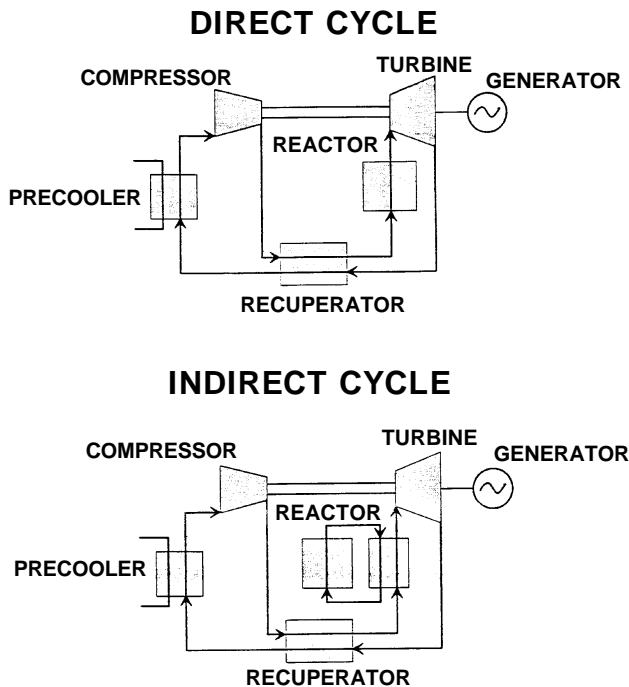 DIRECT CYCLE
TURBINE
COMPRESSOR
GENERATOR
REACTOR
PRECOOLER
RECUPERATOR
INDIRECT CYCLE
TURBINE
COMPRESSOR
GENERATOR
REACTOR
PRECOOLER
RECUPERATOR